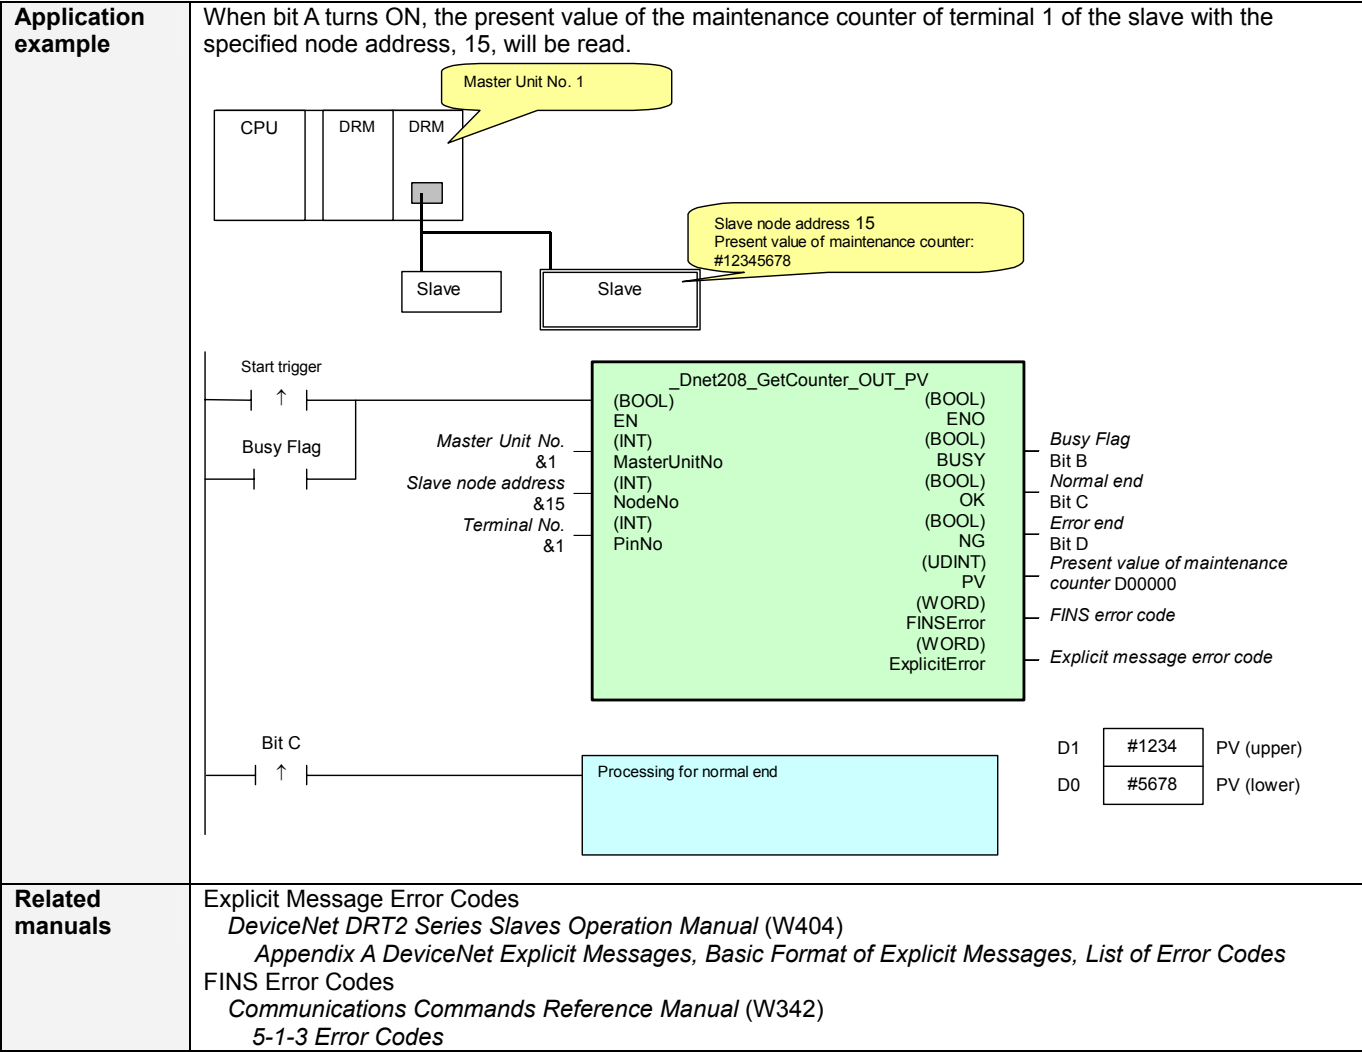 Application
example
When bit A turns ON, the present value of the maintenance counter of terminal 1 of the slave with the
specified node address, 15, will be read.
Master Unit No. 1
CPU
DRM
DRM
Slave node address 15
Present value of maintenance counter:
#12345678
Slave
Slave
Start trigger
↑
Busy Flag
_Dnet208_GetCounter_OUT_PV
(BOOL)
EN
Master Unit No.
&1
(INT)
MasterUnitNo
Slave node address
&15
(INT)
NodeNo
Terminal No.
&1
(INT)
PinNo
(BOOL)
ENO
(BOOL)
BUSY
Busy Flag
Bit B
(BOOL)
OK
Normal end
Bit C
(BOOL)
NG
Error end
Bit D
(UDINT)
PV
Present value of maintenance
counter D00000
(WORD)
FINSError
FINS error code
(WORD)
ExplicitError
Explicit message error code
Bit C
↑
Processing for normal end
D1 #1234 PV (upper)
D0 #5678 PV (lower)
Related
manuals
Explicit Message Error Codes
DeviceNet DRT2 Series Slaves Operation Manual (W404)
Appendix A DeviceNet Explicit Messages, Basic Format of Explicit Messages, List of Error Codes
FINS Error Codes
Communications Commands Reference Manual (W342)
5-1-3 Error Codes